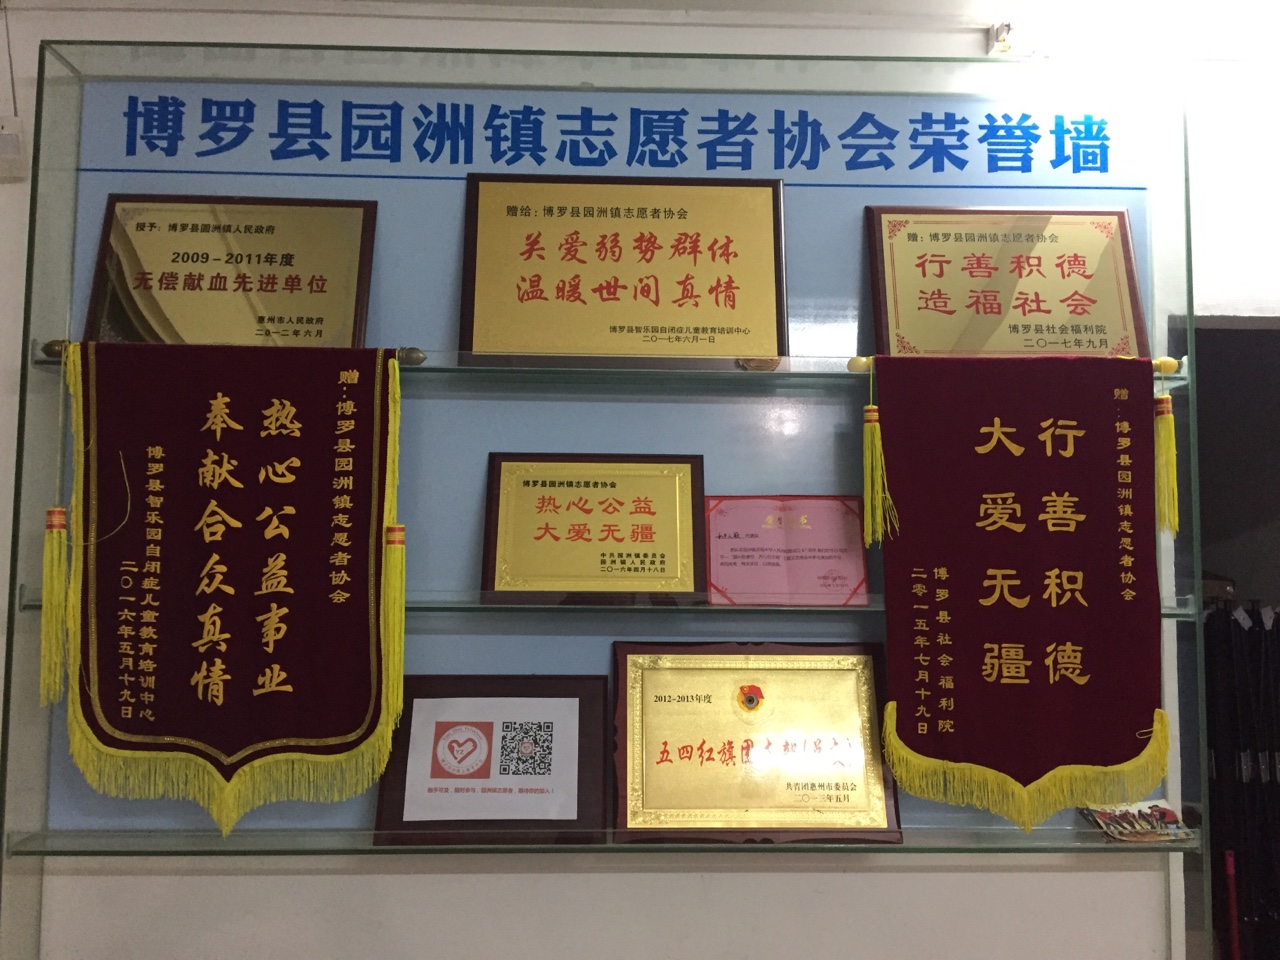 博罗县园洲镇志愿者协会荣誉墙
授予：博罗县园洲镇人民政府
2009-2011年度
无偿献血先进单位
惠州市人民政府
二〇一二年六月
赠给：博罗县园洲镇志愿者协会
关爱弱势群体
温暖世间真情
博罗县智乐园自闭症儿童教育培训中心
二〇一七年六月一日
赠：博罗县园洲镇志愿者协会
行善积德
造福社会
博罗县社会福利院
二〇一七年九月
赠：博罗县园洲镇志愿者协会
热心公益事业
奉献合众真情
博罗县智乐园自闭症儿童教育培训中心
二〇一六年五月十九日
博罗县园洲镇志愿者协会
热心公益
大爱无疆
中共园洲镇委员会
园洲镇人民政府
二〇一六年四月十八日
赠：博罗县园洲镇志愿者协会
行善积德
大爱无疆
博罗县社会福利院
二零一五年七月十九日
2012-2013年度
五四红旗团
共青团惠州市委员会
二〇一三年五月